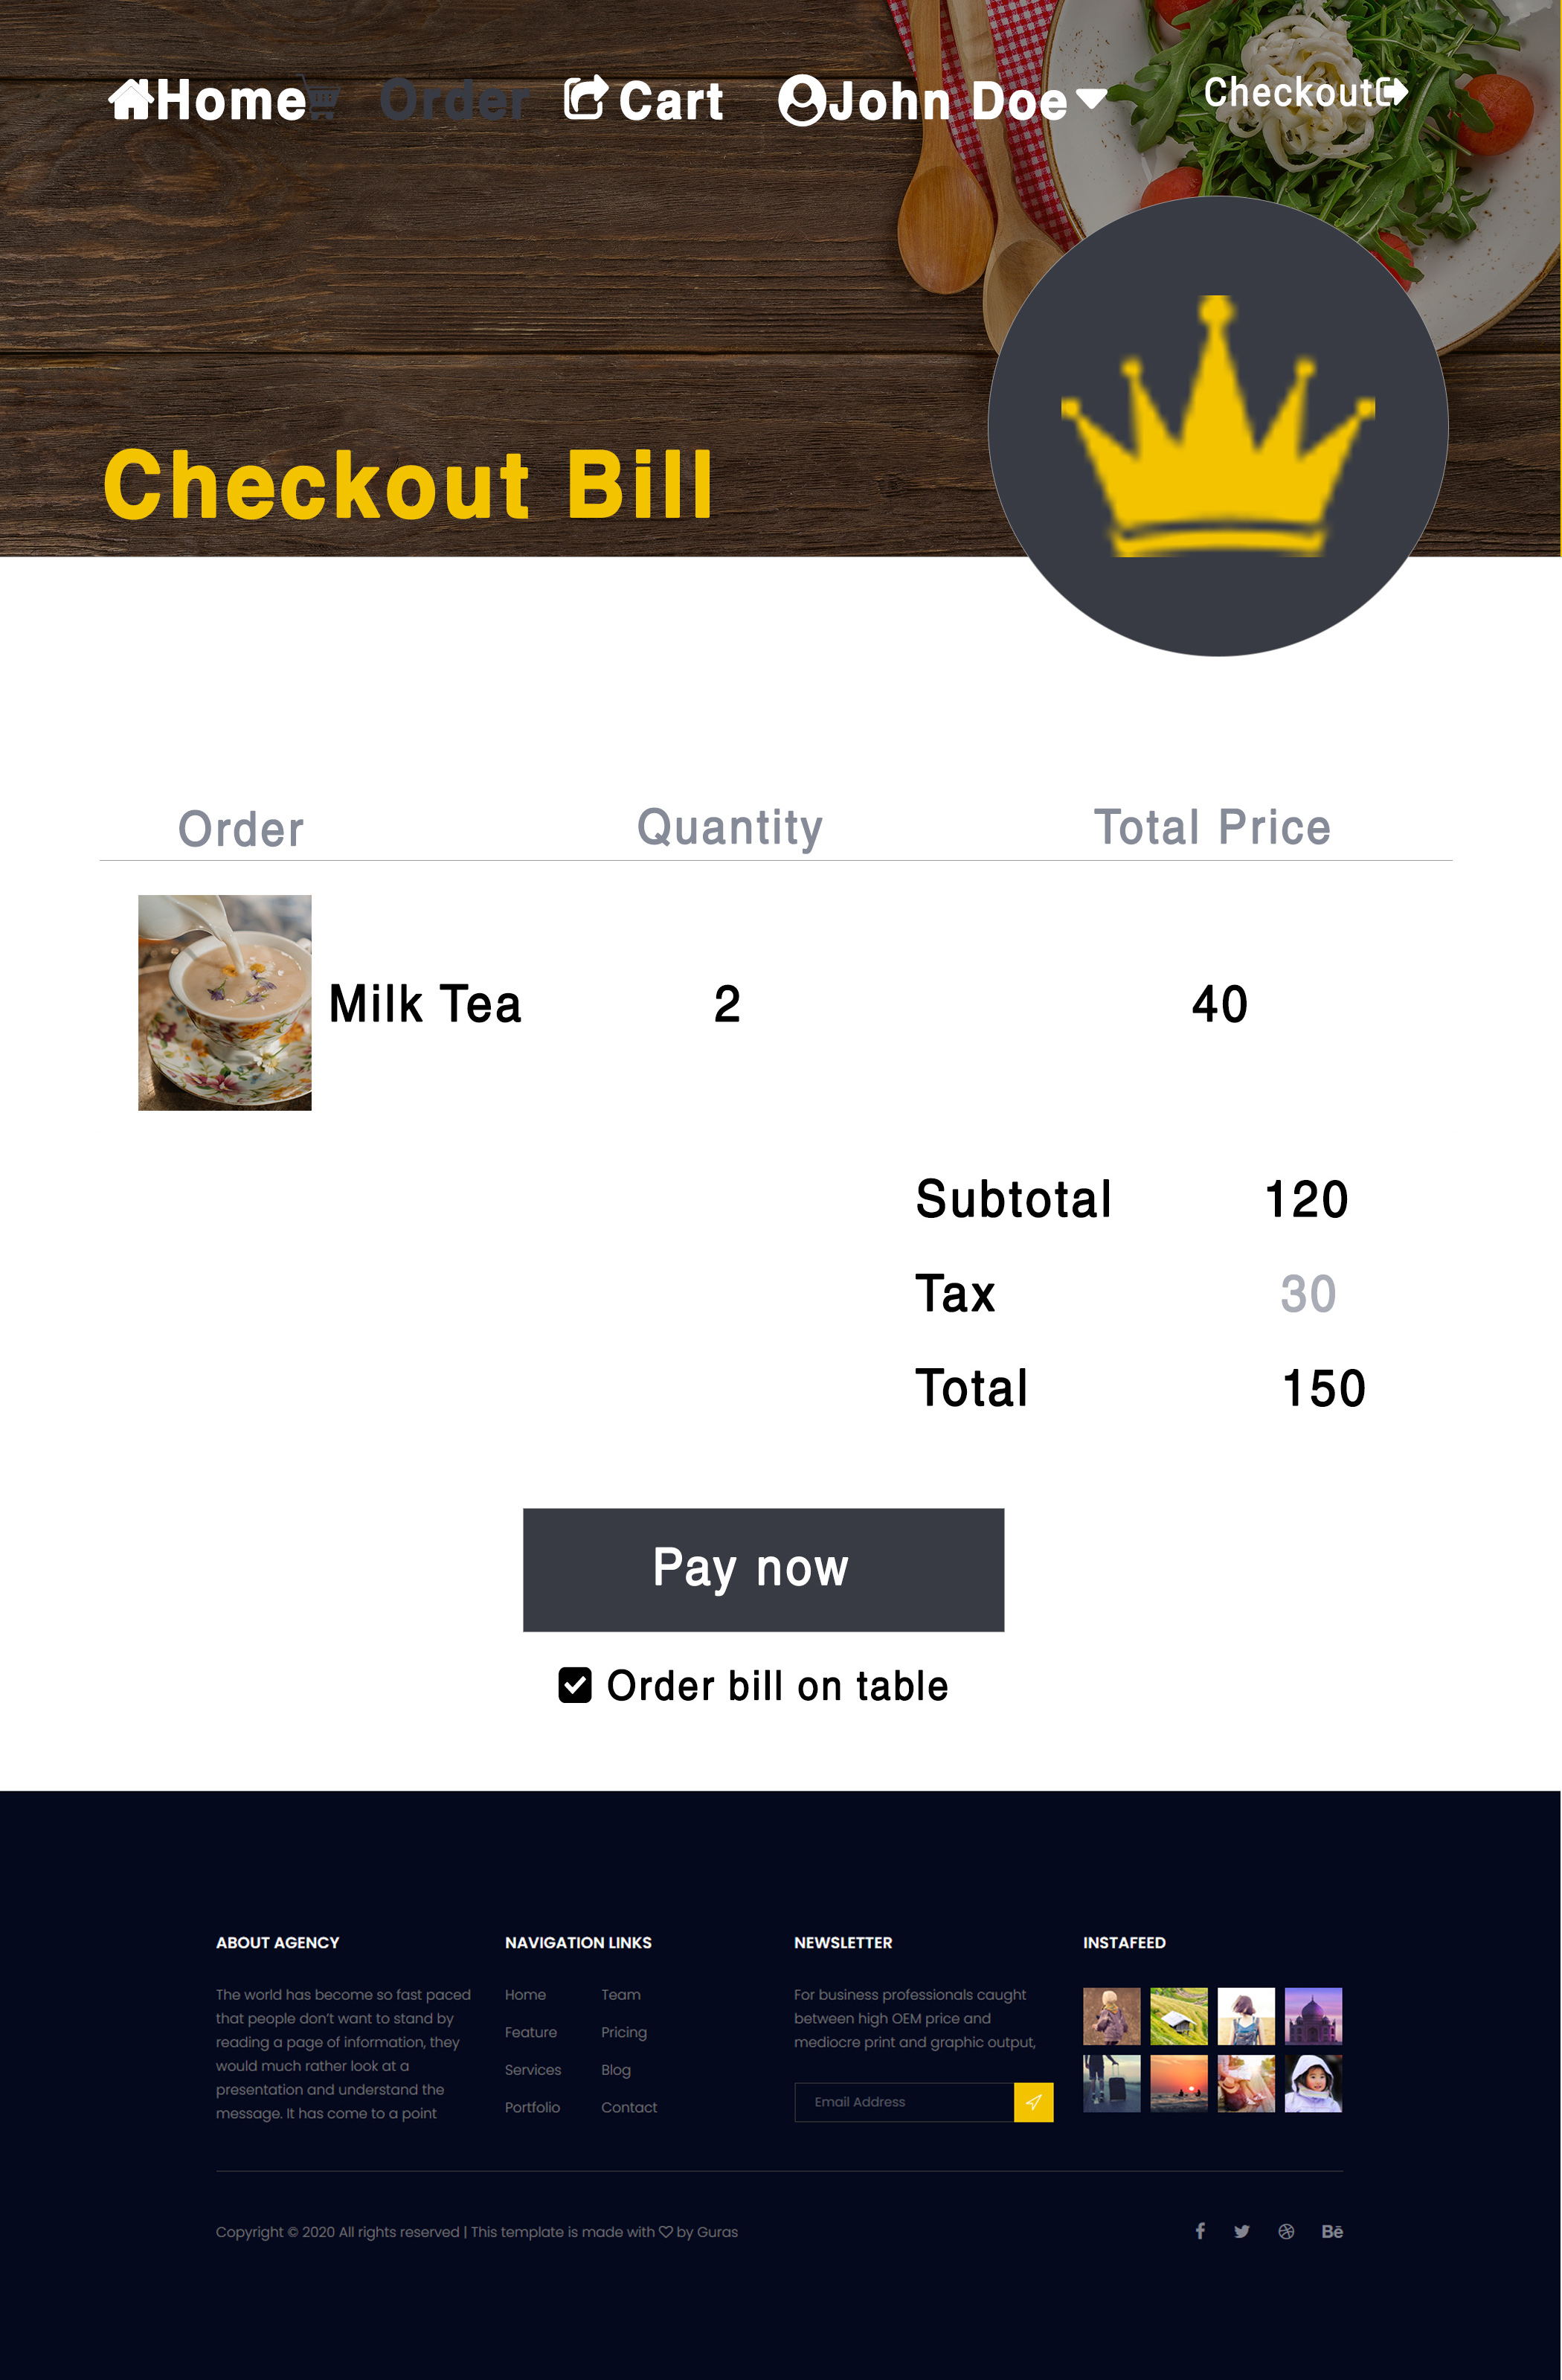 Home Order Cart John Doe Checkout
Checkout Bill
Order Quantity Total Price
Milk Tea 2 40
Subtotal 120
Tax 30
Total 150
Pay now
Order bill on table
ABOUT AGENCY
The world has become so fast paced
that people don’t want to stand by
reading a page of information, they
would much rather look at a
presentation and understand the
message. It has come to a point
NAVIGATION LINKS
Home Team
Feature Pricing
Services Blog
Portfolio Contact
NEWSLETTER
For business professionals caught
between high OEM price and
mediocre print and graphic output,
Email Address
INSTAFEED
Copyright © 2020 All rights reserved | This template is made with ♡ by Guras
Bē